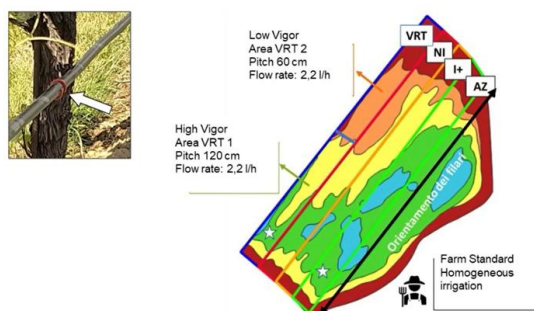 Low Vigor
Area VRT 2
Pitch 60 cm
Flow rate: 2,2 l/h
VRT
NI
I+
AZ
High Vigor
Area VRT 1
Pitch 120 cm
Flow rate: 2,2 l/h
Orientamento dei filari
Farm Standard
Homogeneous
irrigation